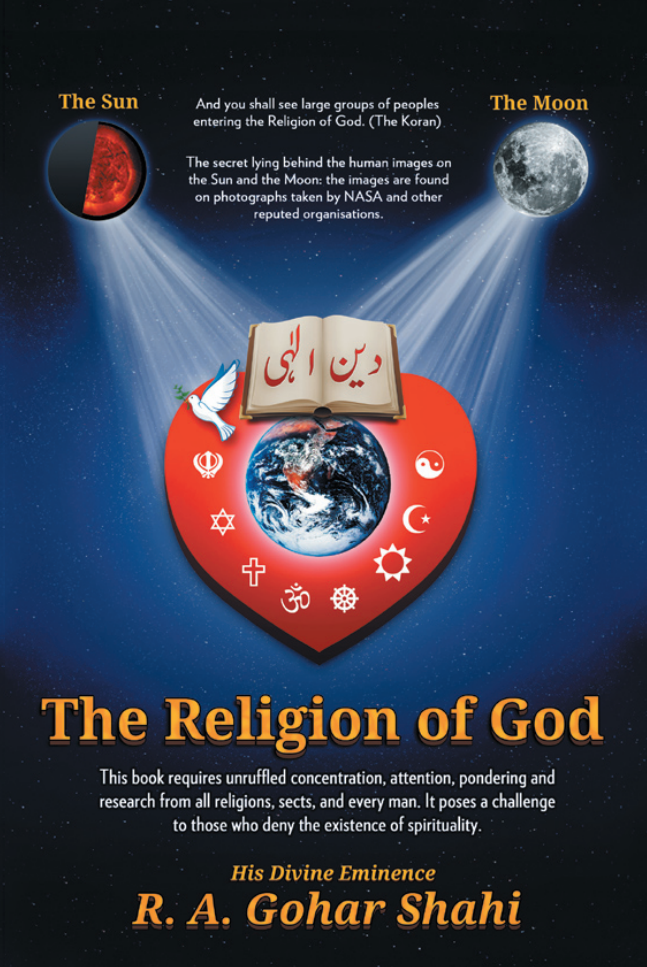 The Sun
And you shall see large groups of peoples
entering the Religion of God. (The Koran)
The Moon
The secret lying behind the human images on
the Sun and the Moon: the images are found
on photographs taken by NASA and other
reputed organisations.
دین الٰہی
The Religion of God
This book requires unruffled concentration, attention, pondering and
research from all religions, sects, and every man. It poses a challenge
to those who deny the existence of spirituality.
His Divine Eminence
R. A. Gohar Shahi